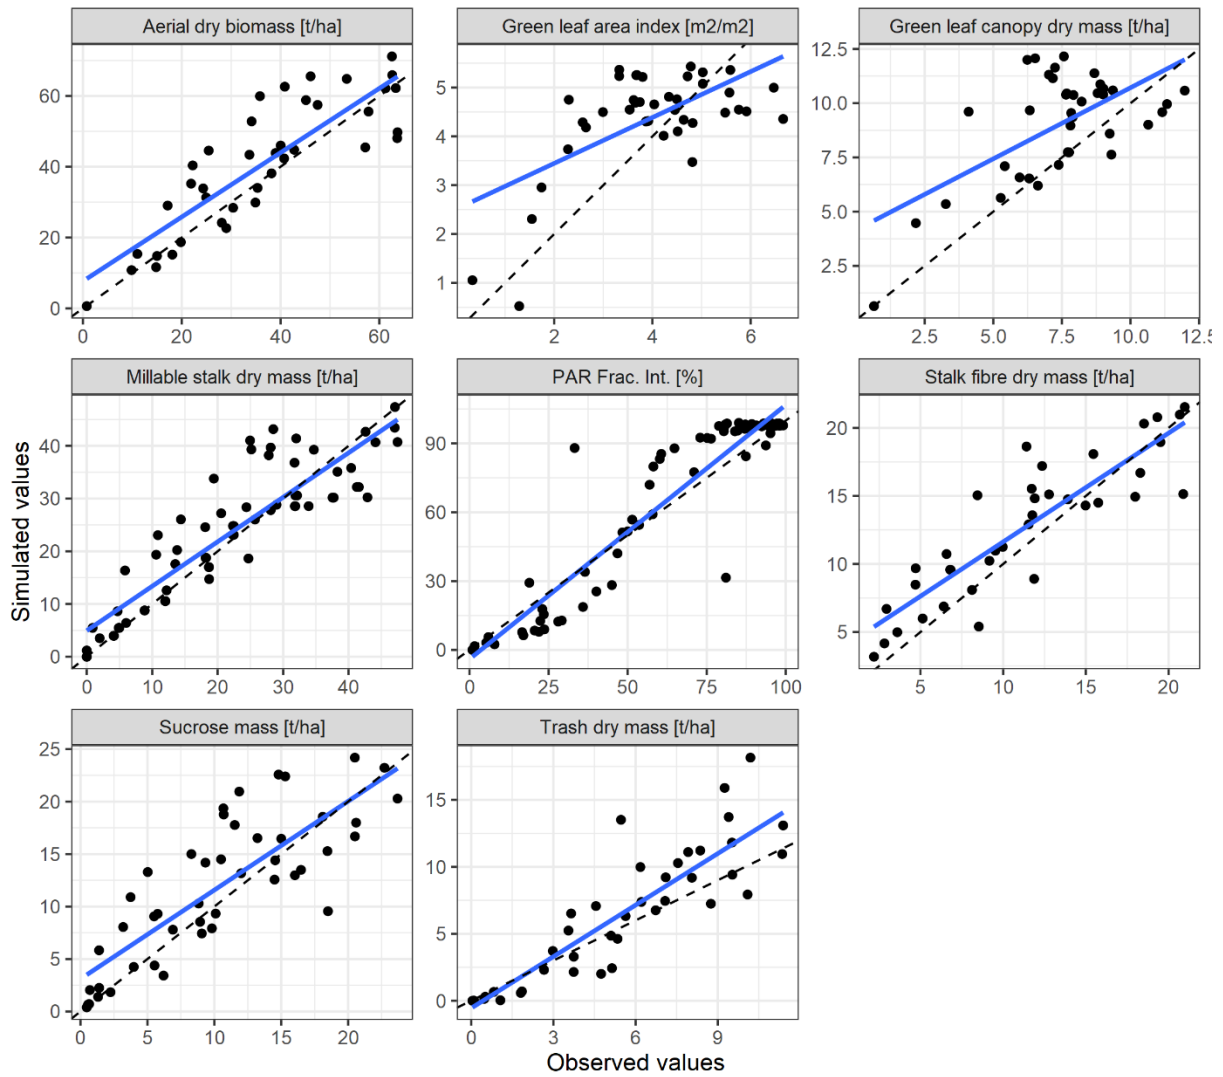 Aerial dry biomass [t/ha]
Green leaf area index [m2/m2]
Green leaf canopy dry mass [t/ha]
60
40
20
0
5
4
3
2
1
12.5
10.0
7.5
5.0
2.5
0 20 40 60
2 4 6
2.5 5.0 7.5 10.0 12.5
Millable stalk dry mass [t/ha]
PAR Frac. Int. [%]
Stalk fibre dry mass [t/ha]
40
30
20
10
0
90
60
30
0
20
15
10
5
0 10 20 30 40
0 25 50 75 100
5 10 15 20
Sucrose mass [t/ha]
Trash dry mass [t/ha]
25
20
15
10
5
0
15
10
5
0
0 5 10 15 20
0 3 6 9
Simulated values
Observed values